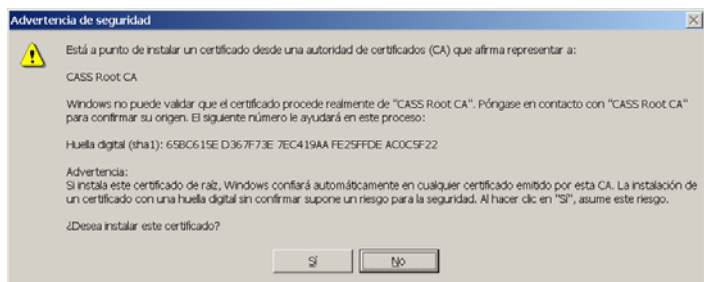 Advertencia de seguridad
Está a punto de instalar un certificado desde una autoridad de certificados (CA) que afirma representar a:
CASS Root CA
Windows no puede validar que el certificado procede realmente de "CASS Root CA". Póngase en contacto con "CASS Root CA"
para confirmar su origen. El siguiente número le ayudará en este proceso:
Huella digital (sha1): 65BC615E D367F73E 7EC419AA FE25FFDE AC0C5F22
Advertencia:
Si instala este certificado de raíz, Windows confiará automáticamente en cualquier certificado emitido por esta CA. La instalación de
un certificado con una huella digital sin confirmar supone un riesgo para la seguridad. Al hacer clic en "Sí", asume este riesgo.
¿Desea instalar este certificado?
Sí No